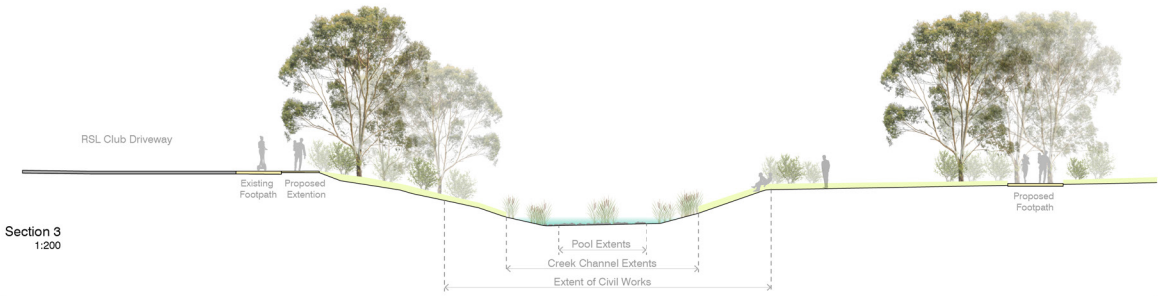 RSL Club Driveway
Existing
Footpath
Proposed
Extention
Proposed
Footpath
Section 3
1:200
Pool Extents
Creek Channel Extents
Extent of Civil Works